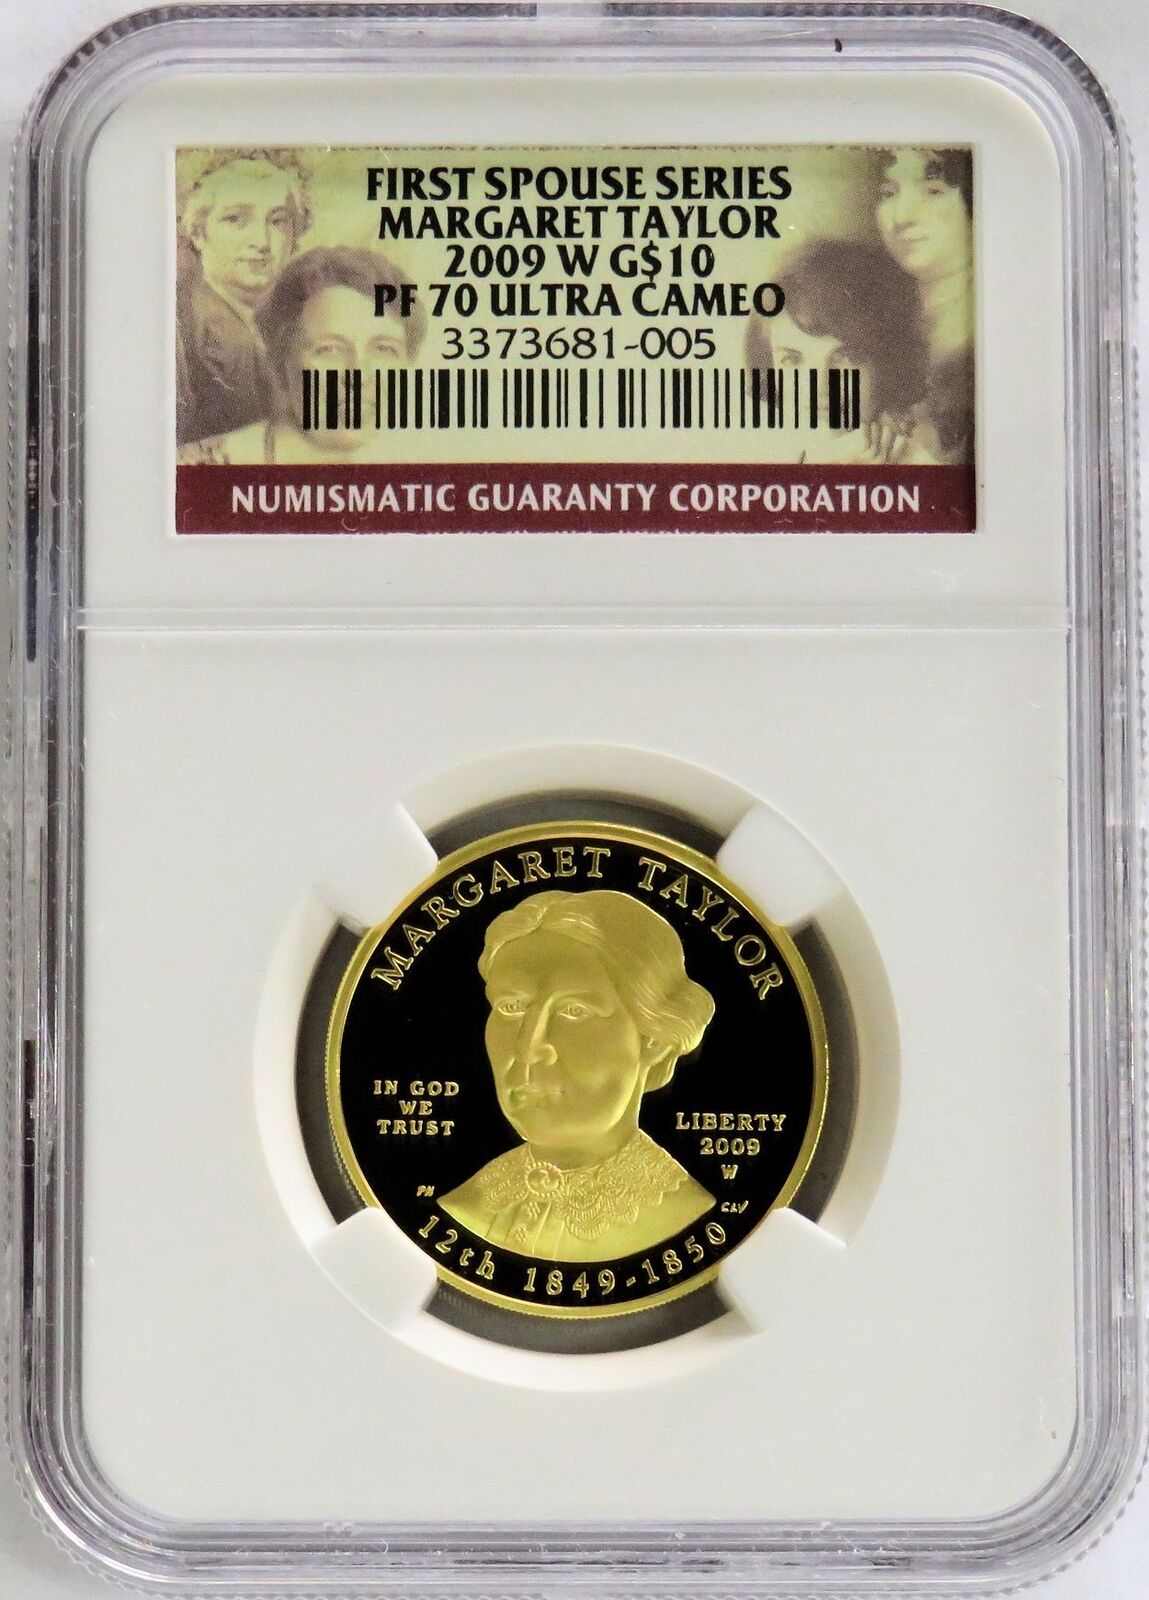 FIRST SPOUSE SERIES
MARGARET TAYLOR
2009 W G$10
PF 70 ULTRA CAMEO
3373681-005
NUMISMATIC GUARANTY CORPORATION
MARGARET TAYLOR
IN GOD
WE
TRUST
LIBERTY
2009
W
PH
CLV
12th 1849-1850